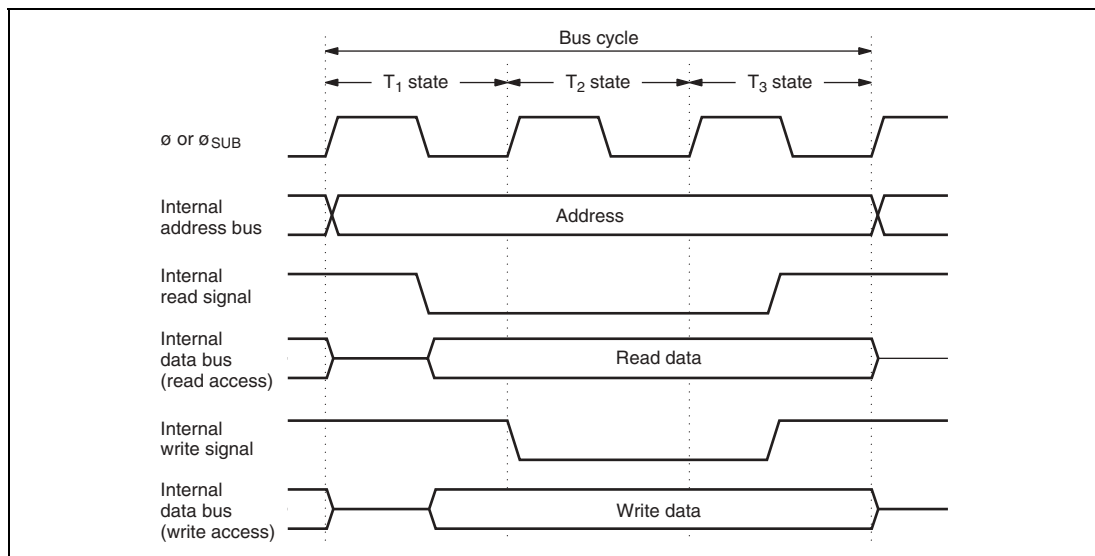 Bus cycle
T₁ state
T₂ state
T₃ state
ø or øSUB
Internal
address bus
Address
Internal
read signal
Internal
data bus
(read access)
Read data
Internal
write signal
Internal
data bus
(write access)
Write data